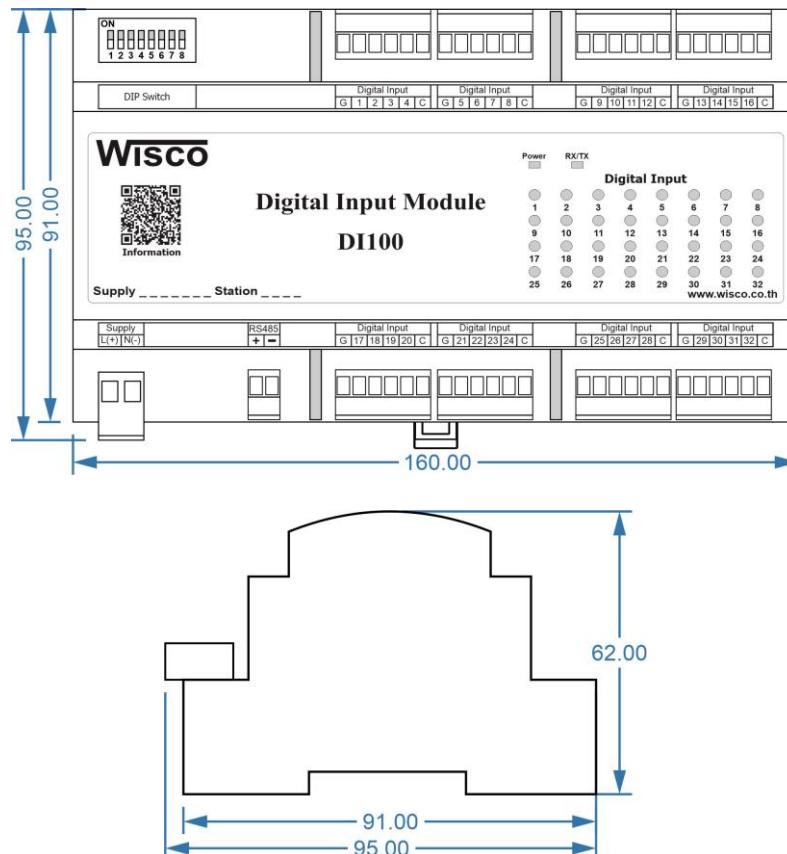 ON
1 2 3 4 5 6 7 8
DIP Switch
Digital Input
G 1 2 3 4 C
Digital Input
G 5 6 7 8 C
Digital Input
G 9 10 11 12 C
Digital Input
G 13 14 15 16 C
WISCO
Information
Digital Input Module
DI100
Power RX/TX
Digital Input
1 2 3 4 5 6 7 8
9 10 11 12 13 14 15 16
17 18 19 20 21 22 23 24
25 26 27 28 29 30 31 32
Supply _ _ _ _ _ _ _ Station _ _ _ _
www.wisco.co.th
Supply
L(+) N(-)
RS485
+ −
Digital Input
G 17 18 19 20 C
Digital Input
G 21 22 23 24 C
Digital Input
G 25 26 27 28 C
Digital Input
G 29 30 31 32 C
95.00
91.00
160.00
62.00
91.00
95.00